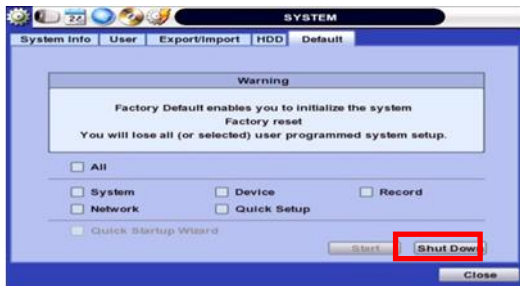 SYSTEM
System Info User Export/Import HDD Default
Warning
Factory Default enables you to initialize the system
Factory reset
You will lose all (or selected) user programmed system setup.
All
System Device Record
Network Quick Setup
Quick Startup Wizard
Start Shut Down
Close